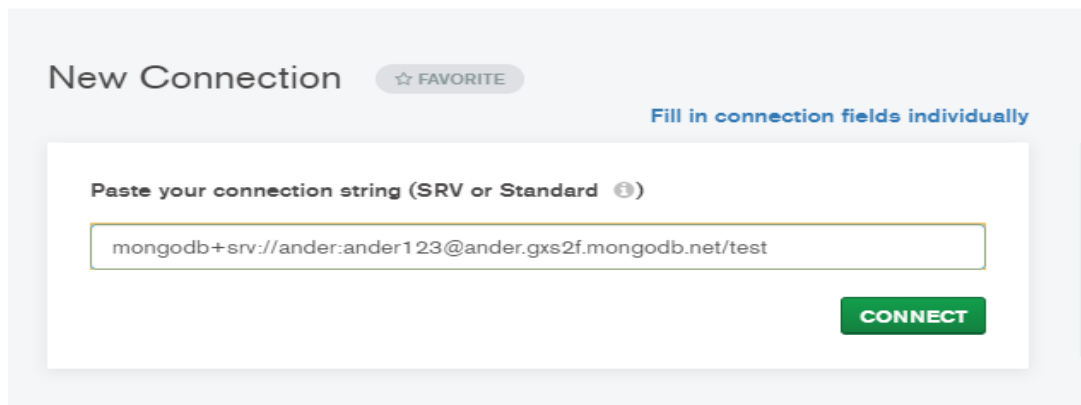 New Connection ☆ FAVORITE
Fill in connection fields individually
Paste your connection string (SRV or Standard ⓘ)
mongodb+srv://ander:ander123@ander.gxs2f.mongodb.net/test
CONNECT